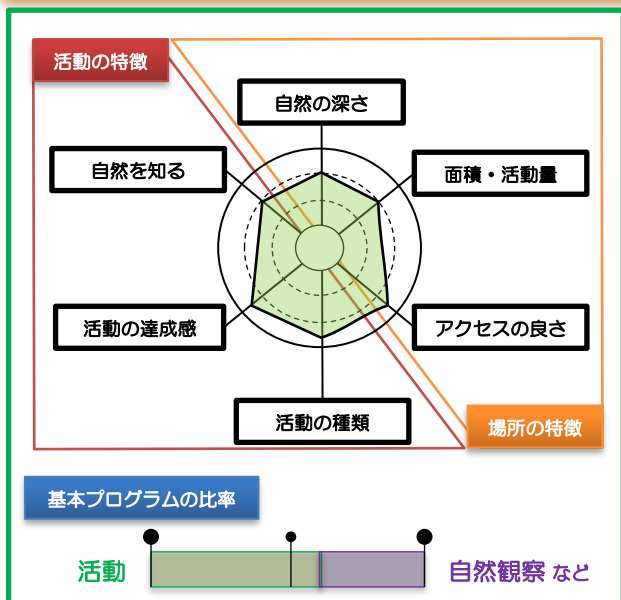 活動の特徴
自然の深さ
自然を知る
面積・活動量
活動の達成感
アクセスの良さ
活動の種類
場所の特徴
基本プログラムの比率
活動
自然観察 など